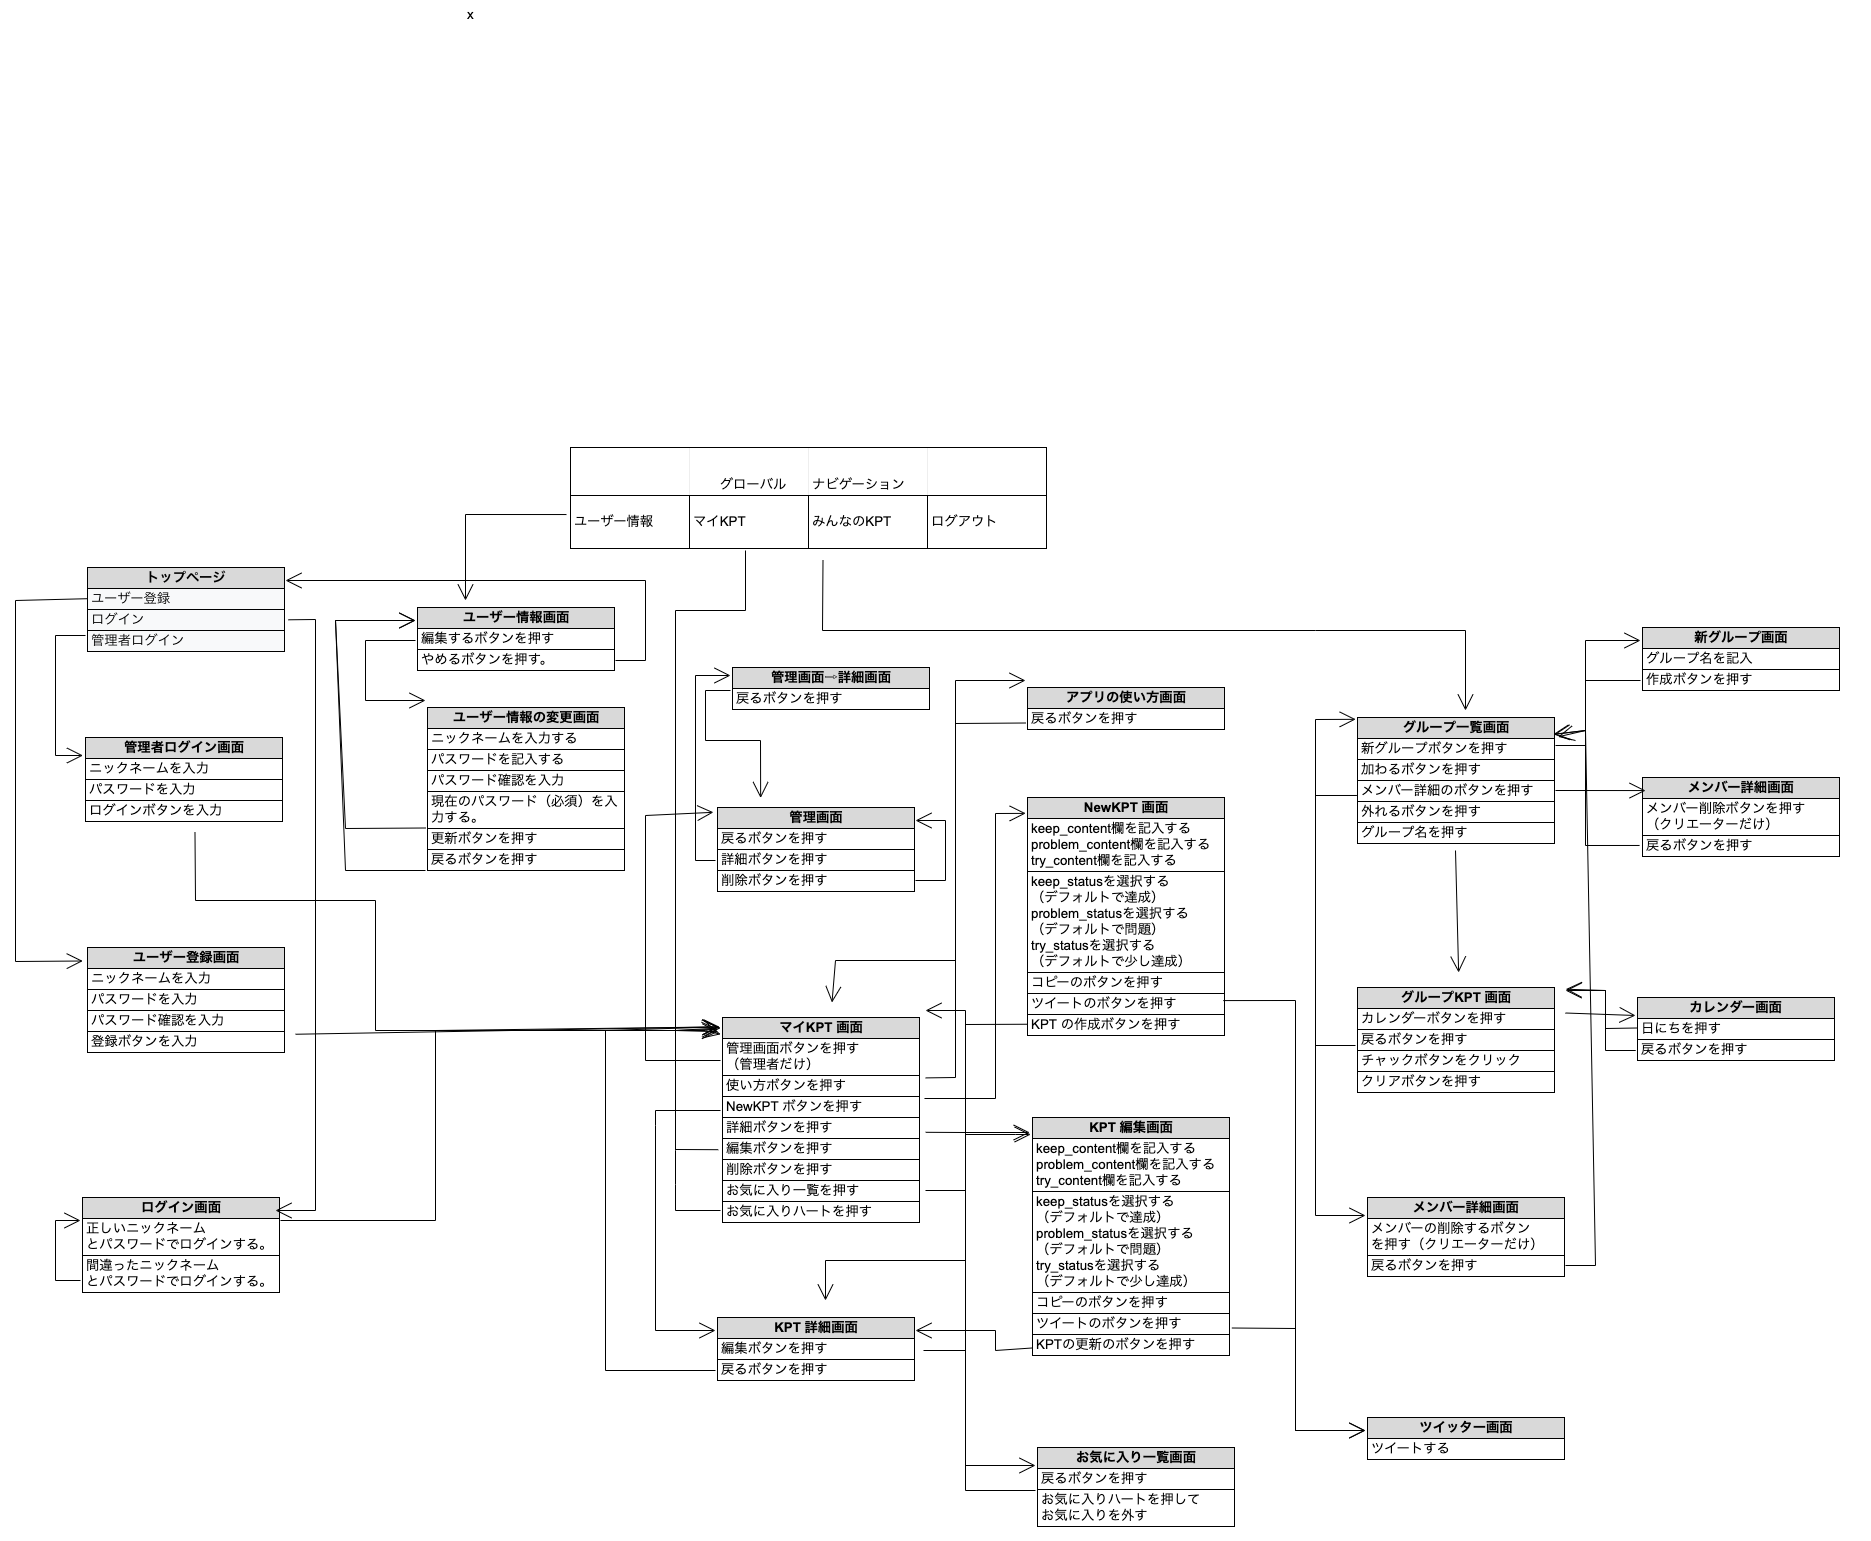 x
グローバル ナビゲーション
ユーザー情報 マイKPT みんなのKPT ログアウト
トップページ
ユーザー登録
ログイン
管理者ログイン
管理者ログイン画面
ニックネームを入力
パスワードを入力
ログインボタンを入力
ユーザー登録画面
ニックネームを入力
パスワードを入力
パスワード確認を入力
登録ボタンを入力
ログイン画面
正しいニックネーム
とパスワードでログインする。
間違ったニックネーム
とパスワードでログインする。
ユーザー情報画面
編集するボタンを押す
やめるボタンを押す。
ユーザー情報の変更画面
ニックネームを入力する
パスワードを記入する
パスワード確認を入力
現在のパスワード（必須）を入
力する。
更新ボタンを押す
戻るボタンを押す
管理画面→詳細画面
戻るボタンを押す
管理画面
戻るボタンを押す
詳細ボタンを押す
削除ボタンを押す
マイKPT 画面
管理画面ボタンを押す
（管理者だけ）
使い方ボタンを押す
NewKPT ボタンを押す
詳細ボタンを押す
編集ボタンを押す
削除ボタンを押す
お気に入り一覧を押す
お気に入りハートを押す
KPT 詳細画面
編集ボタンを押す
戻るボタンを押す
アプリの使い方画面
戻るボタンを押す
NewKPT 画面
keep_content欄を記入する
problem_content欄を記入する
try_content欄を記入する
keep_statusを選択する
（デフォルトで達成）
problem_statusを選択する
（デフォルトで問題）
try_statusを選択する
（デフォルトで少し達成）
コピーのボタンを押す
ツイートのボタンを押す
KPT の作成ボタンを押す
KPT 編集画面
keep_content欄を記入する
problem_content欄を記入する
try_content欄を記入する
keep_statusを選択する
（デフォルトで達成）
problem_statusを選択する
（デフォルトで問題）
try_statusを選択する
（デフォルトで少し達成）
コピーのボタンを押す
ツイートのボタンを押す
KPTの更新のボタンを押す
お気に入り一覧画面
戻るボタンを押す
お気に入りハートを押して
お気に入りを外す
グループ一覧画面
新グループボタンを押す
加わるボタンを押す
メンバー詳細のボタンを押す
外れるボタンを押す
グループ名を押す
グループKPT 画面
カレンダーボタンを押す
戻るボタンを押す
チャックボタンをクリック
クリアボタンを押す
メンバー詳細画面
メンバーの削除するボタン
を押す（クリエーターだけ）
戻るボタンを押す
ツイッター画面
ツイートする
新グループ画面
グループ名を記入
作成ボタンを押す
メンバー詳細画面
メンバー削除ボタンを押す
（クリエーターだけ）
戻るボタンを押す
カレンダー画面
日にちを押す
戻るボタンを押す